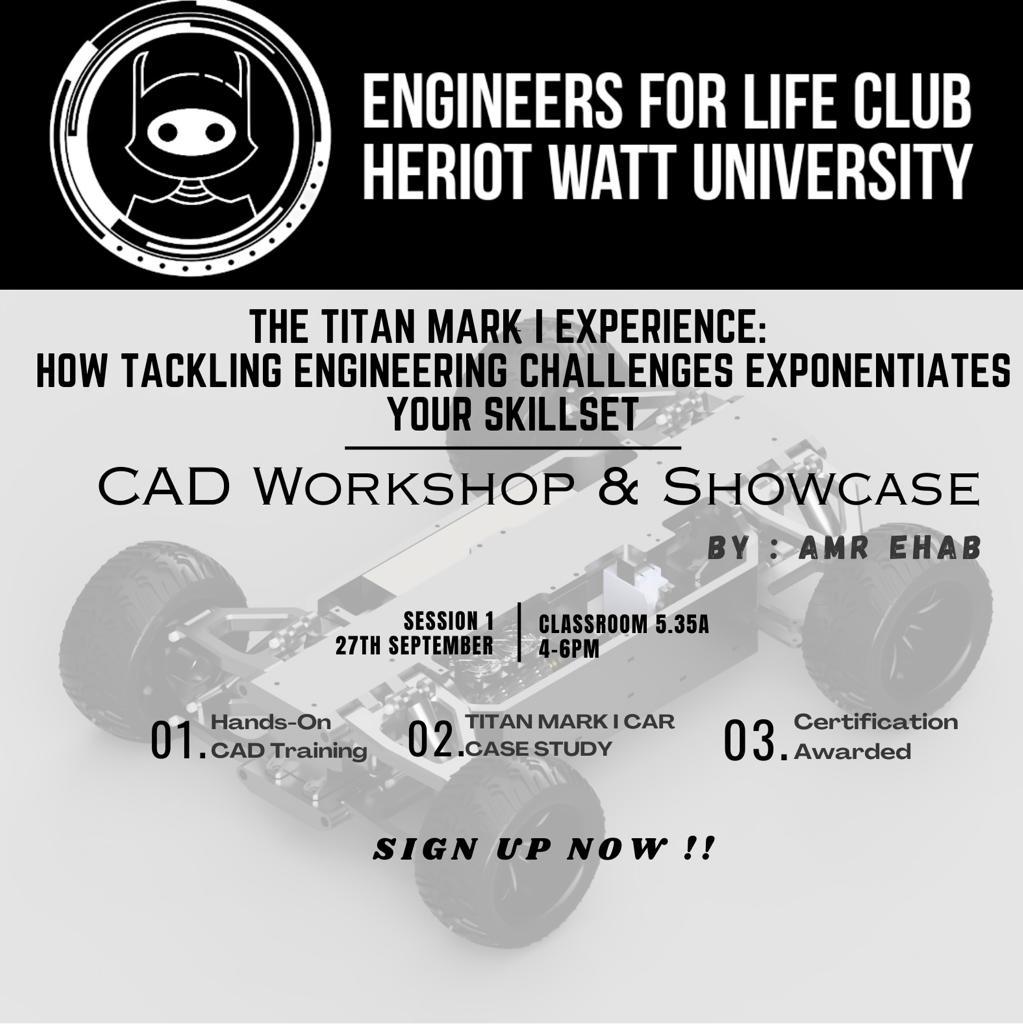 ENGINEERS FOR LIFE CLUB
HERIOT WATT UNIVERSITY
THE TITAN MARK I EXPERIENCE:
HOW TACKLING ENGINEERING CHALLENGES EXPONENTIATES
YOUR SKILLSET
CAD WORKSHOP & SHOWCASE
BY : AMR EHAB
SESSION 1
27TH SEPTEMBER
CLASSROOM 5.35A
4-6PM
01. Hands-On
CAD Training
02. TITAN MARK I CAR
CASE STUDY
03. Certification
Awarded
SIGN UP NOW !!